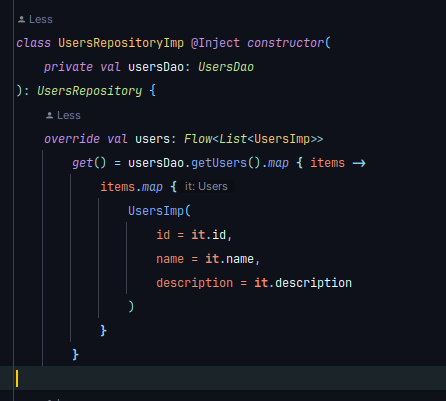 Less
class UsersRepositoryImp @Inject constructor(
    private val usersDao: UsersDao
): UsersRepository {
    Less
    override val users: Flow<List<UsersImp>>
        get() = usersDao.getUsers().map { items ->
            items.map { it: Users
                UsersImp(
                    id = it.id,
                    name = it.name,
                    description = it.description
                )
            }
        }